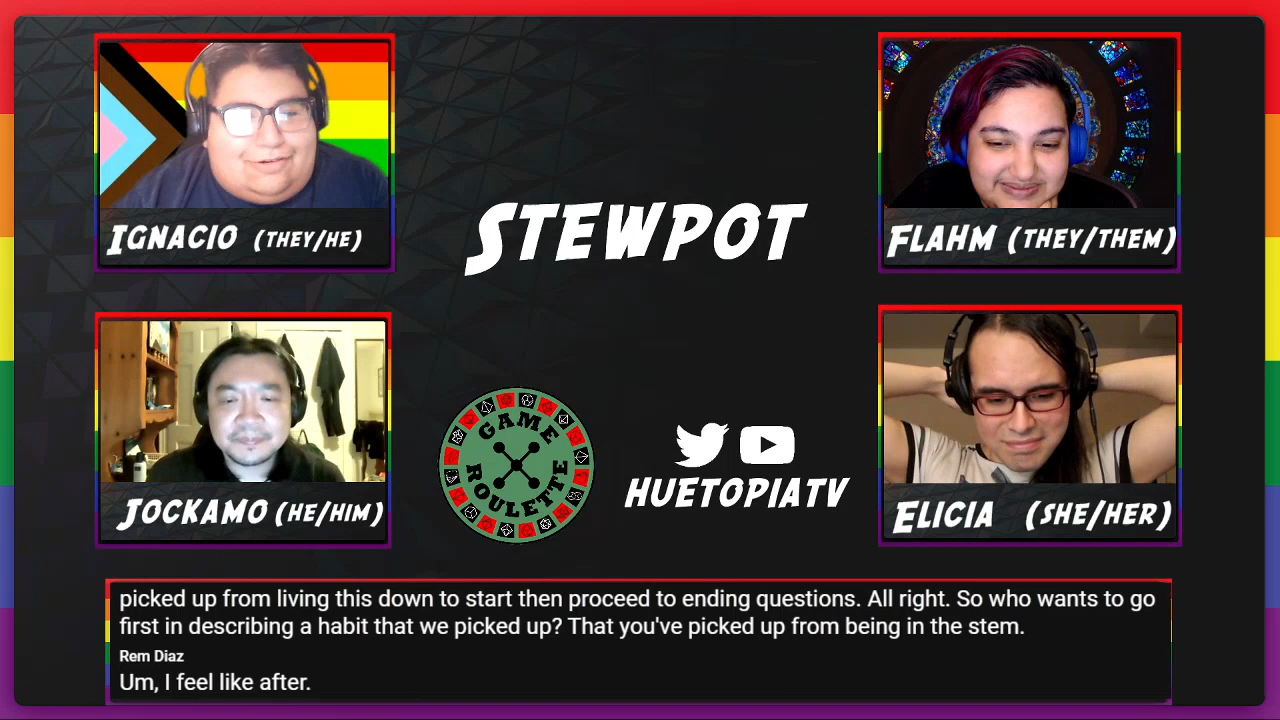 Ignacio (they/he)
Flahm (they/them)
Stewpot
Jockamo (he/him)
GAME
ROULETTE
HUETOPIATV
Elicia (she/her)
picked up from living this down to start then proceed to ending questions. All right. So who wants to go
first in describing a habit that we picked up? That you've picked up from being in the stem.
Rem Diaz
Um, I feel like after.